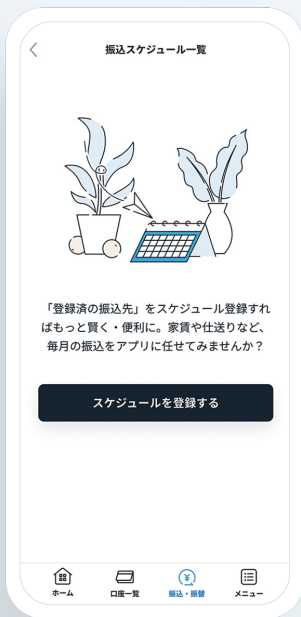 振込スケジュール一覧
「登録済の振込先」をスケジュール登録すれ
ばもっと賢く・便利に。家賃や仕送りなど、
毎月の振込をアプリに任せてみませんか？
スケジュールを登録する
ホーム
口座一覧
振込・振替
メニュー